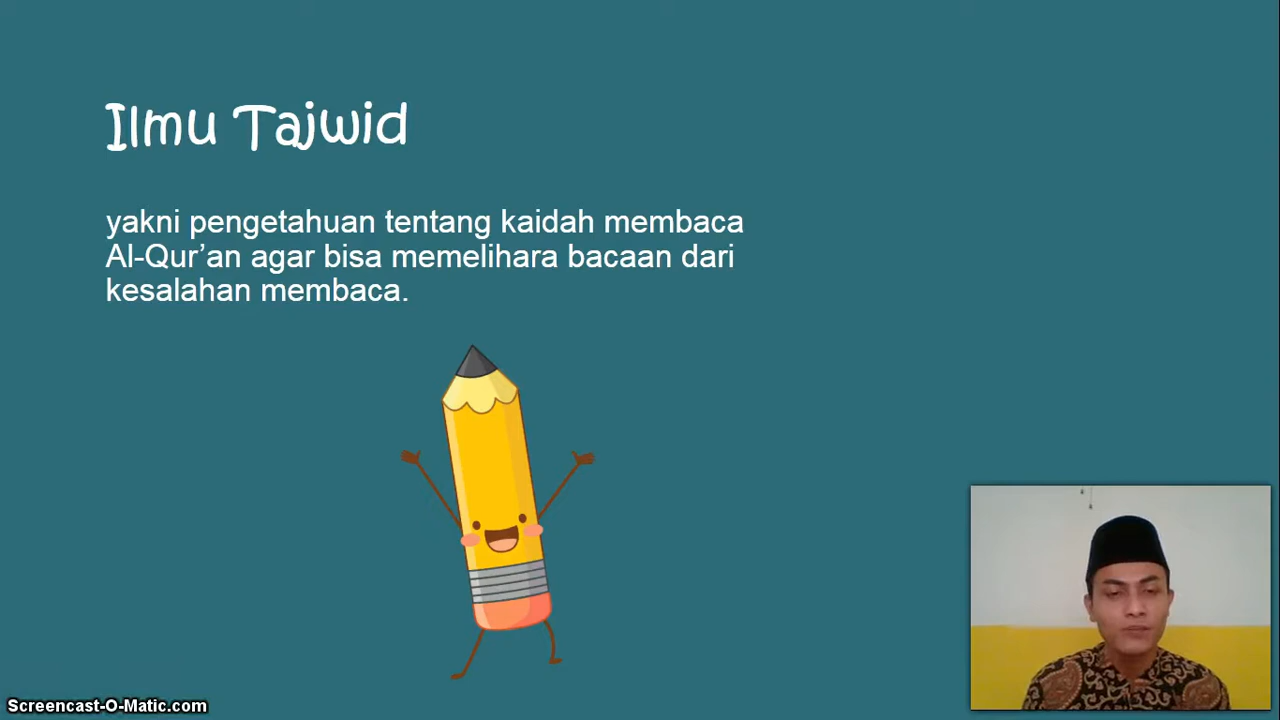 Ilmu Tajwid
yakni pengetahuan tentang kaidah membaca
Al-Qur’an agar bisa memelihara bacaan dari
kesalahan membaca.
Screencast-O-Matic.com